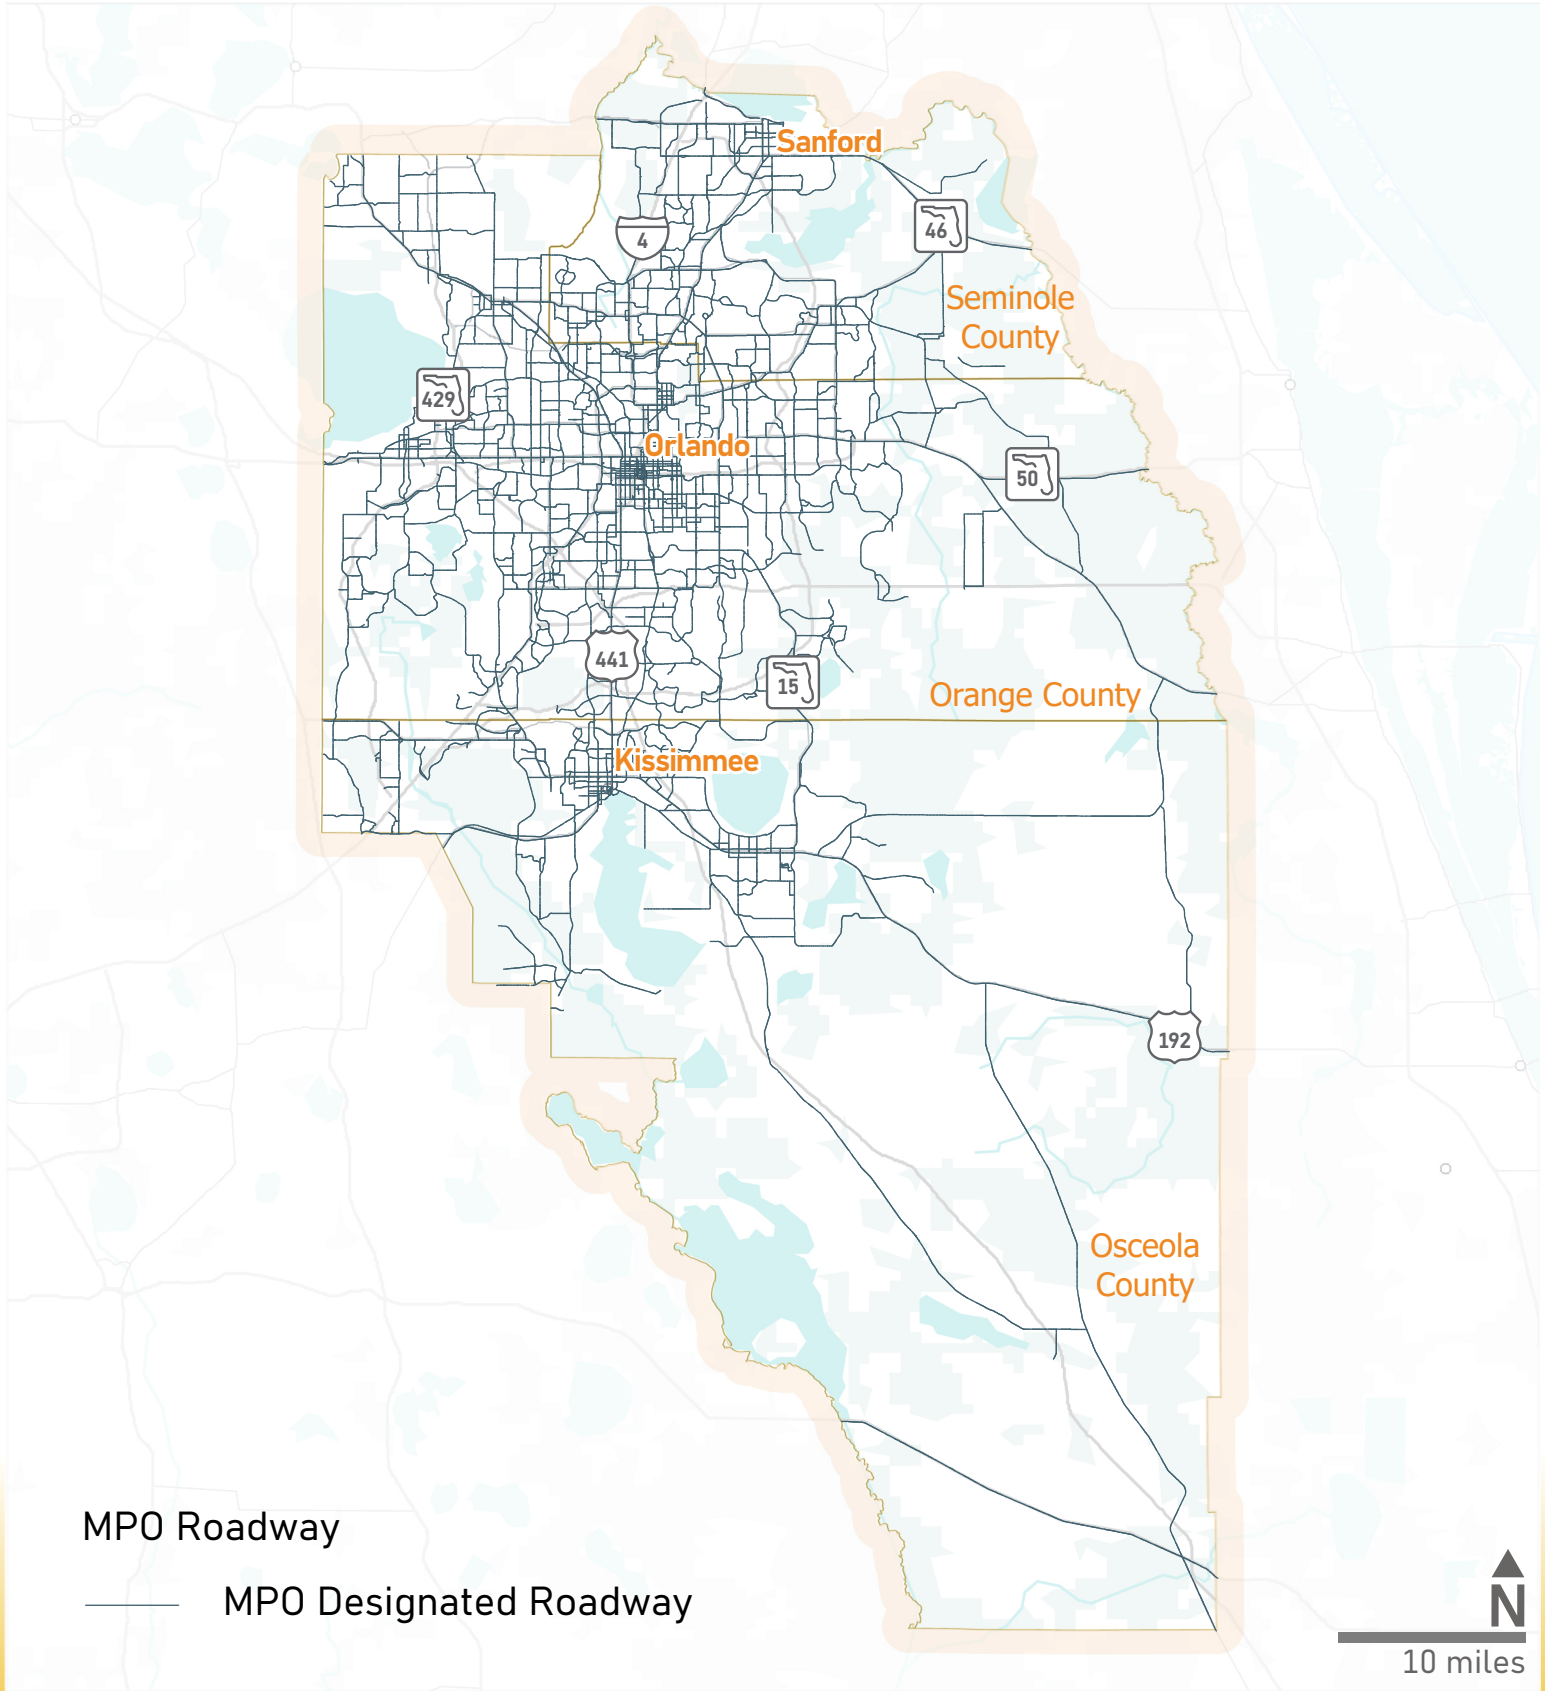 Sanford
46
4
Seminole
County
429
Orlando
50
441
15
Orange County
Kissimmee
192
Osceola
County
MPO Roadway
MPO Designated Roadway
N
10 miles